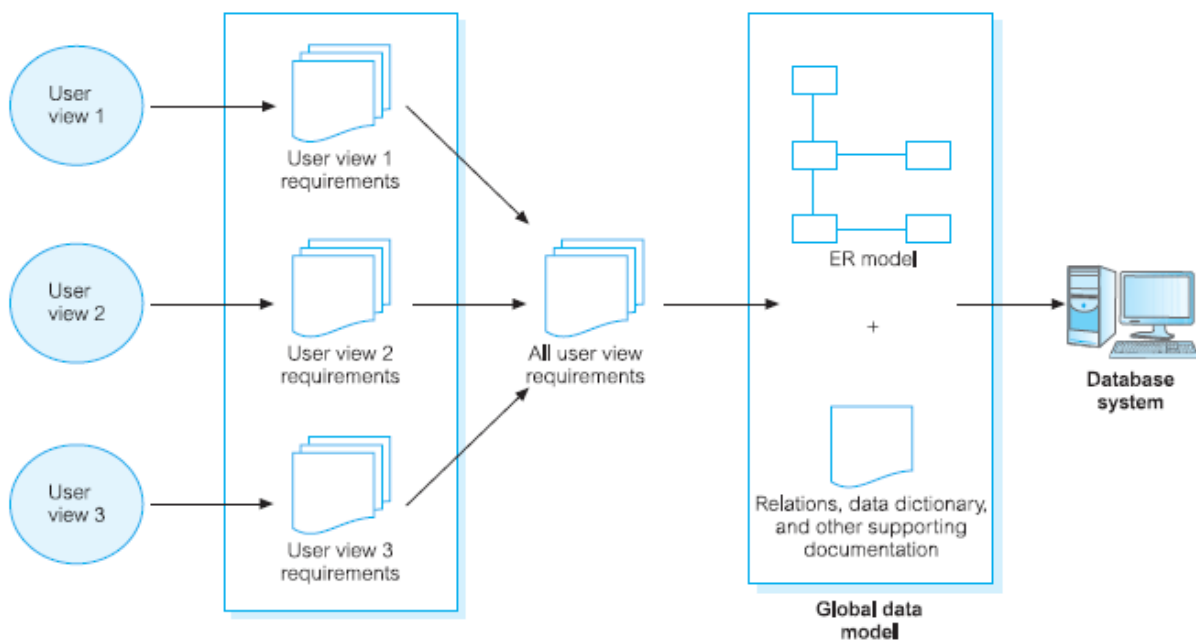 User
view 1
User view 1
requirements
User
view 2
User view 2
requirements
User
view 3
User view 3
requirements
All user view
requirements
ER model
+
Relations, data dictionary,
and other supporting
documentation
Global data
model
Database
system